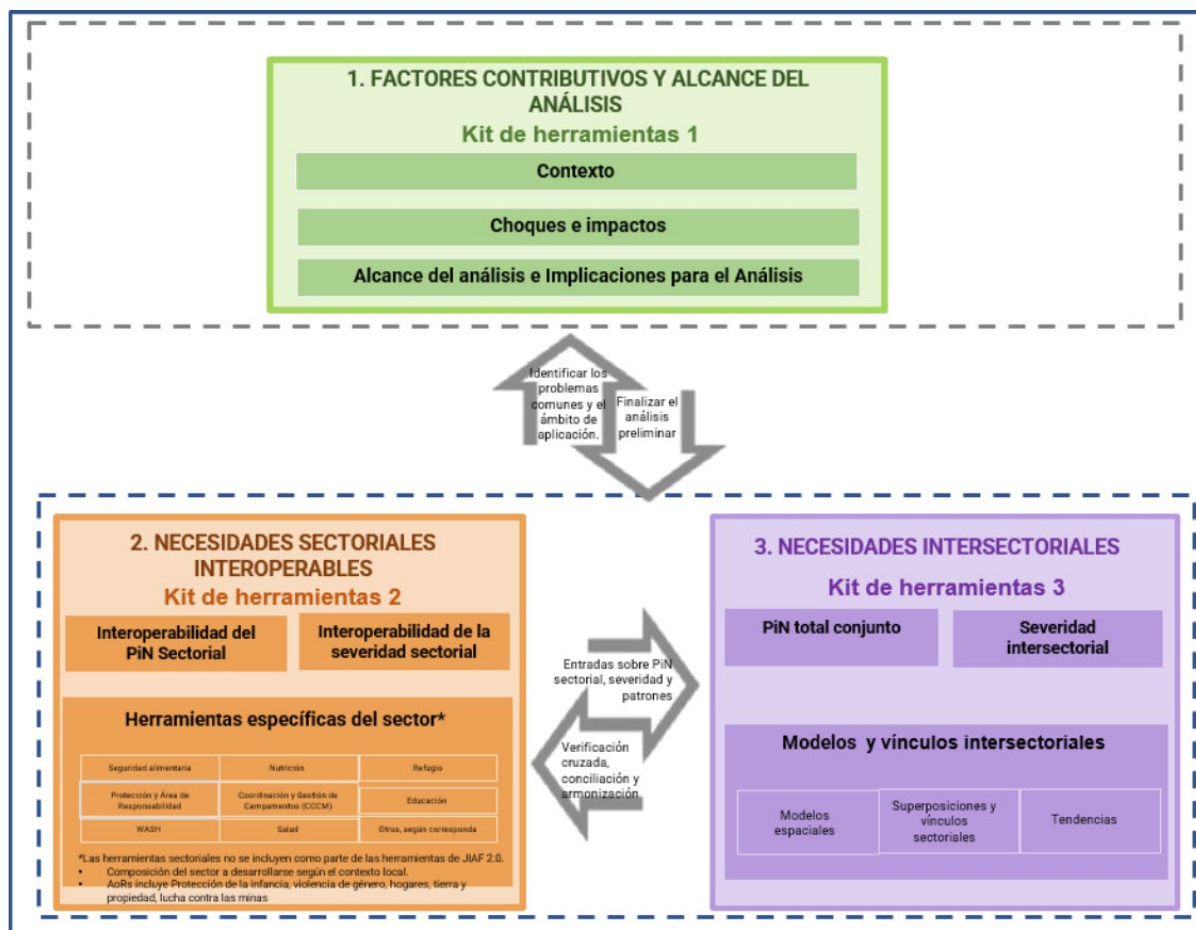 1. FACTORES CONTRIBUTIVOS Y ALCANCE DEL
ANÁLISIS
Kit de herramientas 1
Contexto
Choques e impactos
Alcance del análisis e Implicaciones para el Análisis
Identificar los
problemas
comunes y el
ámbito de
aplicación.
Finalizar el
análisis
preliminar
2. NECESIDADES SECTORIALES
INTEROPERABLES
Kit de herramientas 2
Interoperabilidad del
PiN Sectorial
Interoperabilidad de la
severidad sectorial
Herramientas específicas del sector*
Seguridad alimentaria
Nutrición
Refugio
Protección y Área de
Responsabilidad
Coordinación y Gestión de
Campamentos (CCCM)
Educación
WASH
Salud
Otros, según corresponda
*Las herramientas sectoriales no se incluyen como parte de las herramientas de JIAF 2.0.
• Composición del sector a desarrollarse según el contexto local.
• AoRs incluye Protección de la infancia, violencia de género, hogares, tierra y
propiedad, lucha contra las minas
Entradas sobre PiN
sectorial, severidad y
patrones
Verificación
cruzada,
conciliación y
armonización
3. NECESIDADES INTERSECTORIALES
Kit de herramientas 3
PiN total conjunto
Severidad
intersectorial
Modelos y vínculos intersectoriales
Modelos
espaciales
Superposiciones y
vínculos
sectoriales
Tendencias